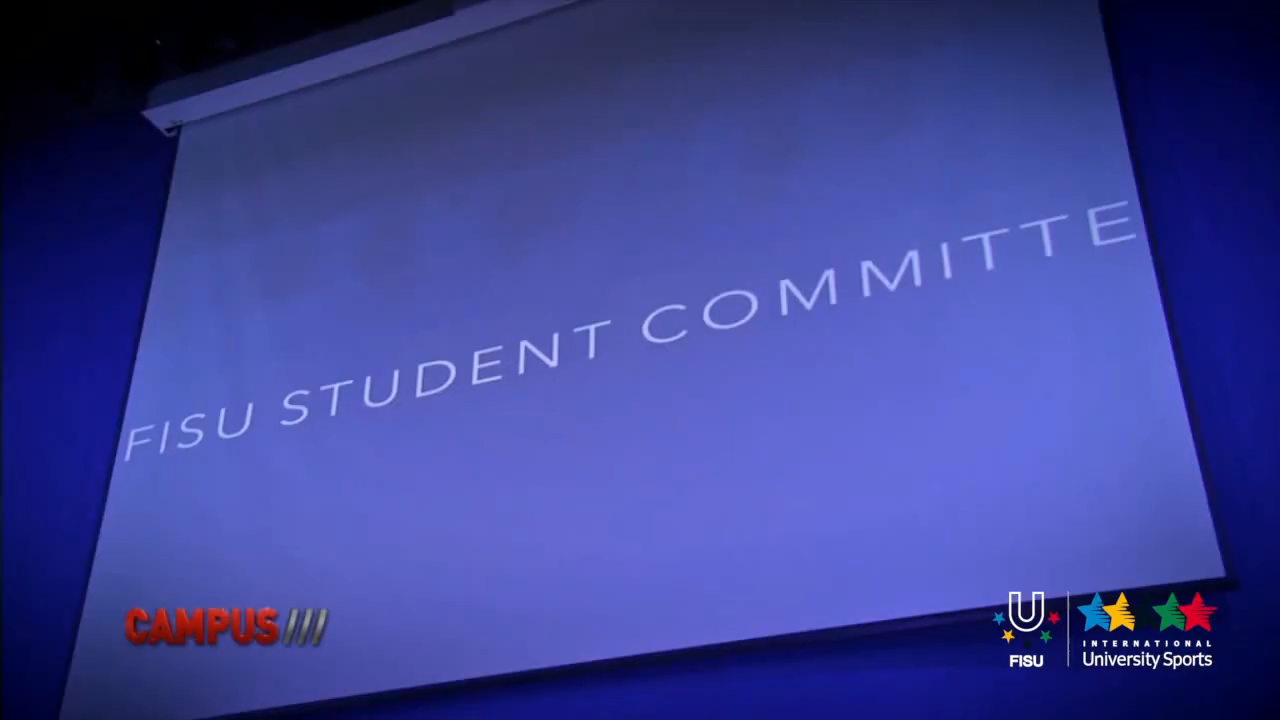 FISU STUDENT COMMITTE
CAMPUS///
U
FISU
INTERNATIONAL
University Sports